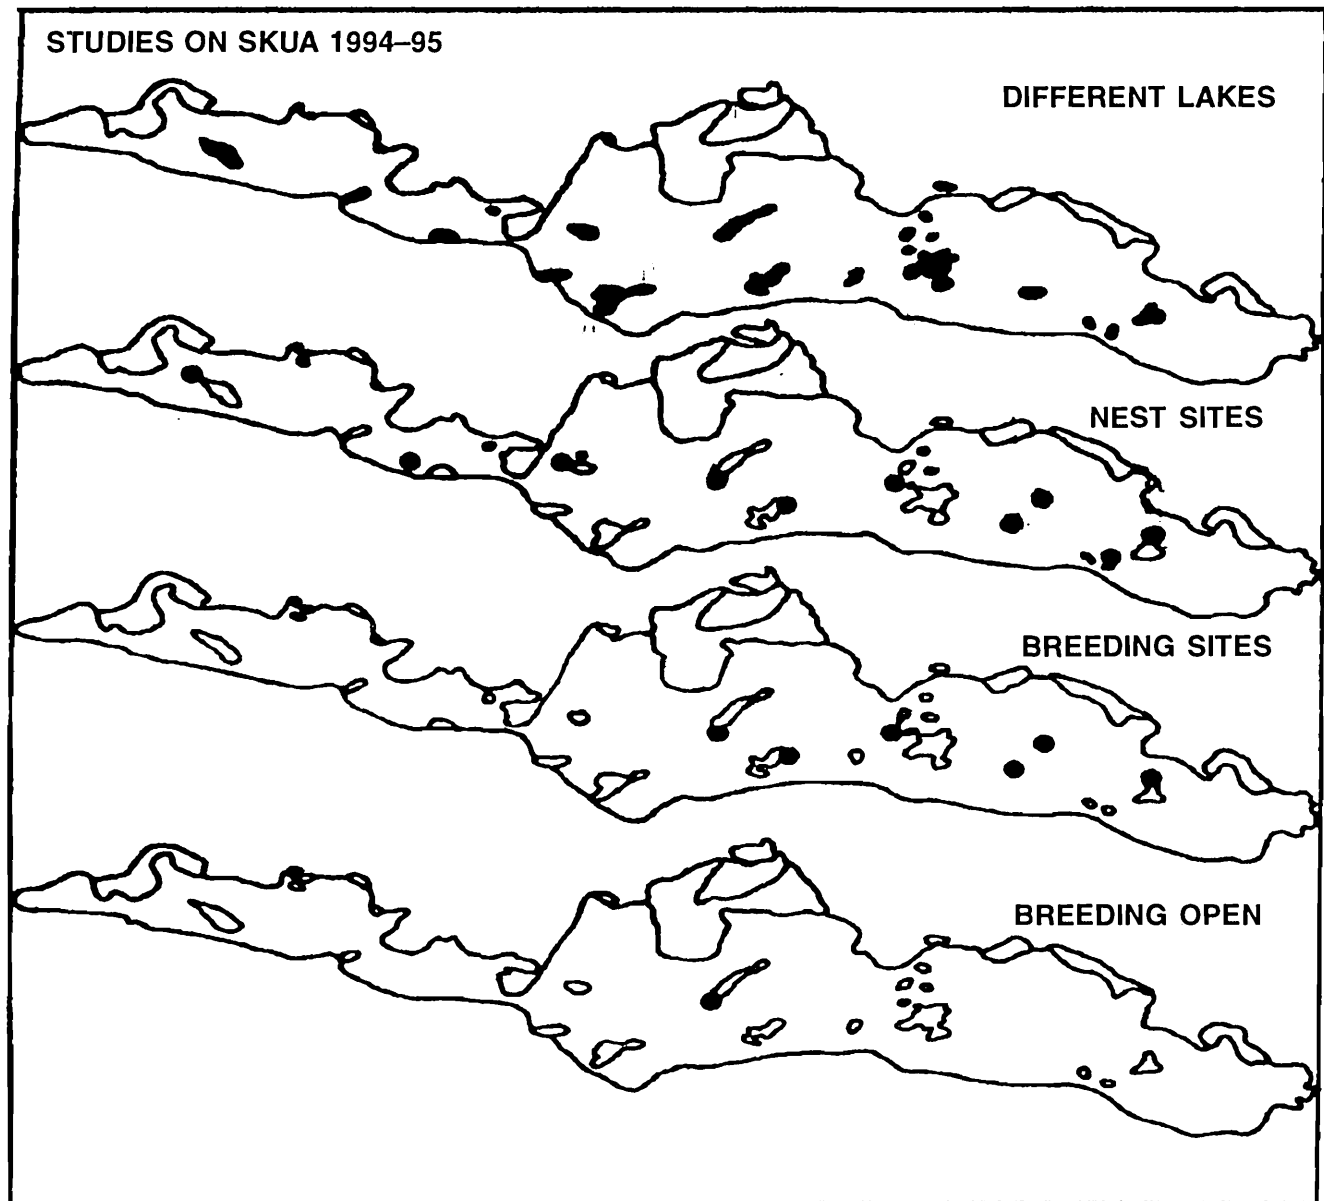 STUDIES ON SKUA 1994–95
DIFFERENT LAKES
NEST SITES
BREEDING SITES
BREEDING OPEN